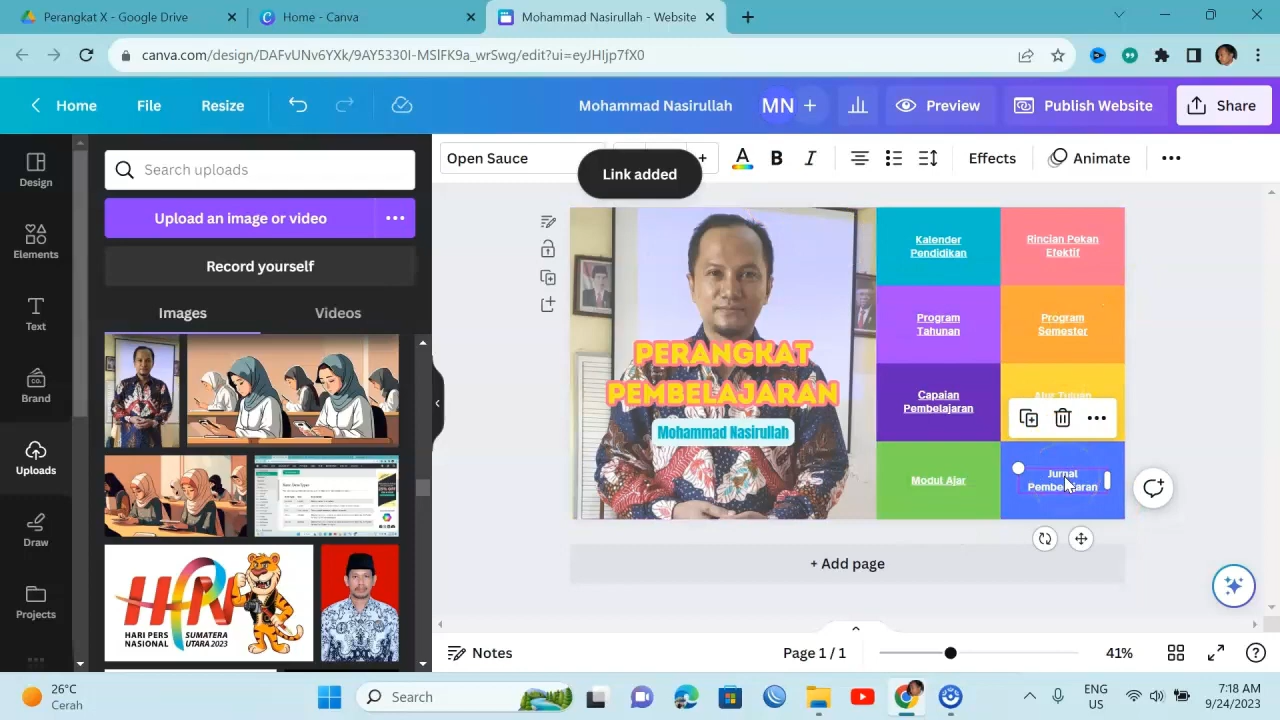 Perangkat X - Google Drive
Home - Canva
Mohammad Nasirullah - Website
canva.com/design/DAFvUNv6YXk/9AY5330I-MSlFK9a_wrSwg/edit?ui=eyJHIjp7fX0
Home
File
Resize
Mohammad Nasirullah
MN
+
Preview
Publish Website
Share
Search uploads
Upload an image or video
Record yourself
Images
Videos
Design
Elements
Text
Brand
Uploads
Draw
Projects
HARI PERS
NASIONAL
SUMATERA
UTARA 2023
Open Sauce
+
A
B
I
Effects
Animate
Link added
PERANGKAT
PEMBELAJARAN
Mohammad Nasirullah
Kalender
Pendidikan
Rincian Pekan
Efektif
Program
Tahunan
Program
Semester
Capaian
Pembelajaran
Alur Tujuan
Modul Ajar
Jurnal
Pembelajaran
+ Add page
Notes
Page 1 / 1
41%
26°C
Cerah
Search
ENG
US
7:18 AM
9/24/2023